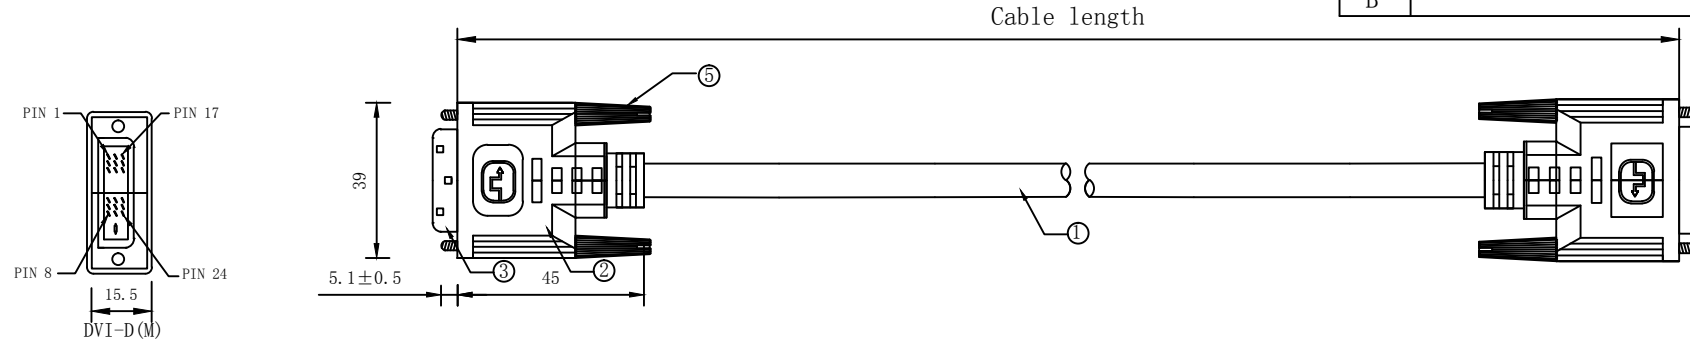 B
Cable length
⑤
PIN 1
PIN 17
39
①
PIN 8
PIN 24
③
②
5.1±0.5
45
15.5
DVI-D(M)